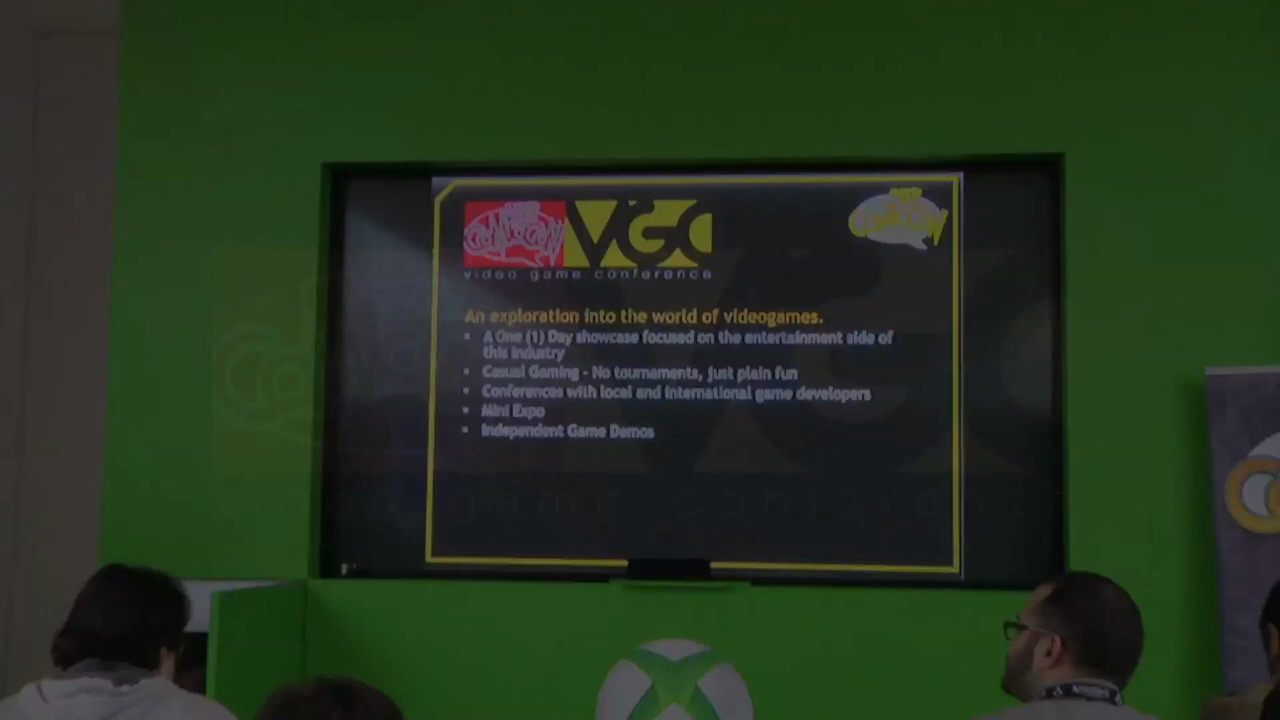 VGC
video game conference
An exploration into the world of videogames.
• A One (1) Day showcase focused on the entertainment side of
this industry
• Casual Gaming - No tournaments, just plain fun
• Conferences with local and international game developers
• Mini Expo
• Independent Game Demos